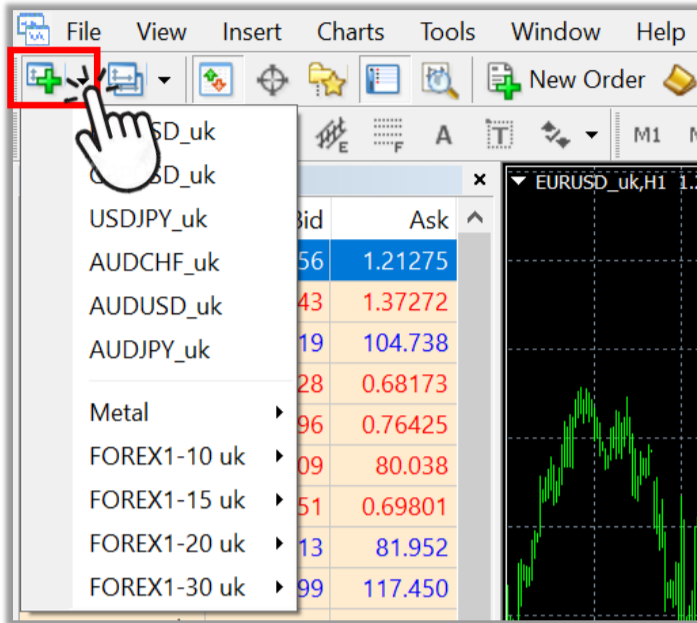 File View Insert Charts Tools Window Help
New Order
E F A T M1
SD_uk
SD_uk
USDJPY_uk
AUDCHF_uk
AUDUSD_uk
AUDJPY_uk
Metal
FOREX1-10 uk
FOREX1-15 uk
FOREX1-20 uk
FOREX1-30 uk
Bid Ask
56 1.21275
43 1.37272
19 104.738
28 0.68173
96 0.76425
09 80.038
51 0.69801
13 81.952
99 117.450
EURUSD_uk,H1 1.2